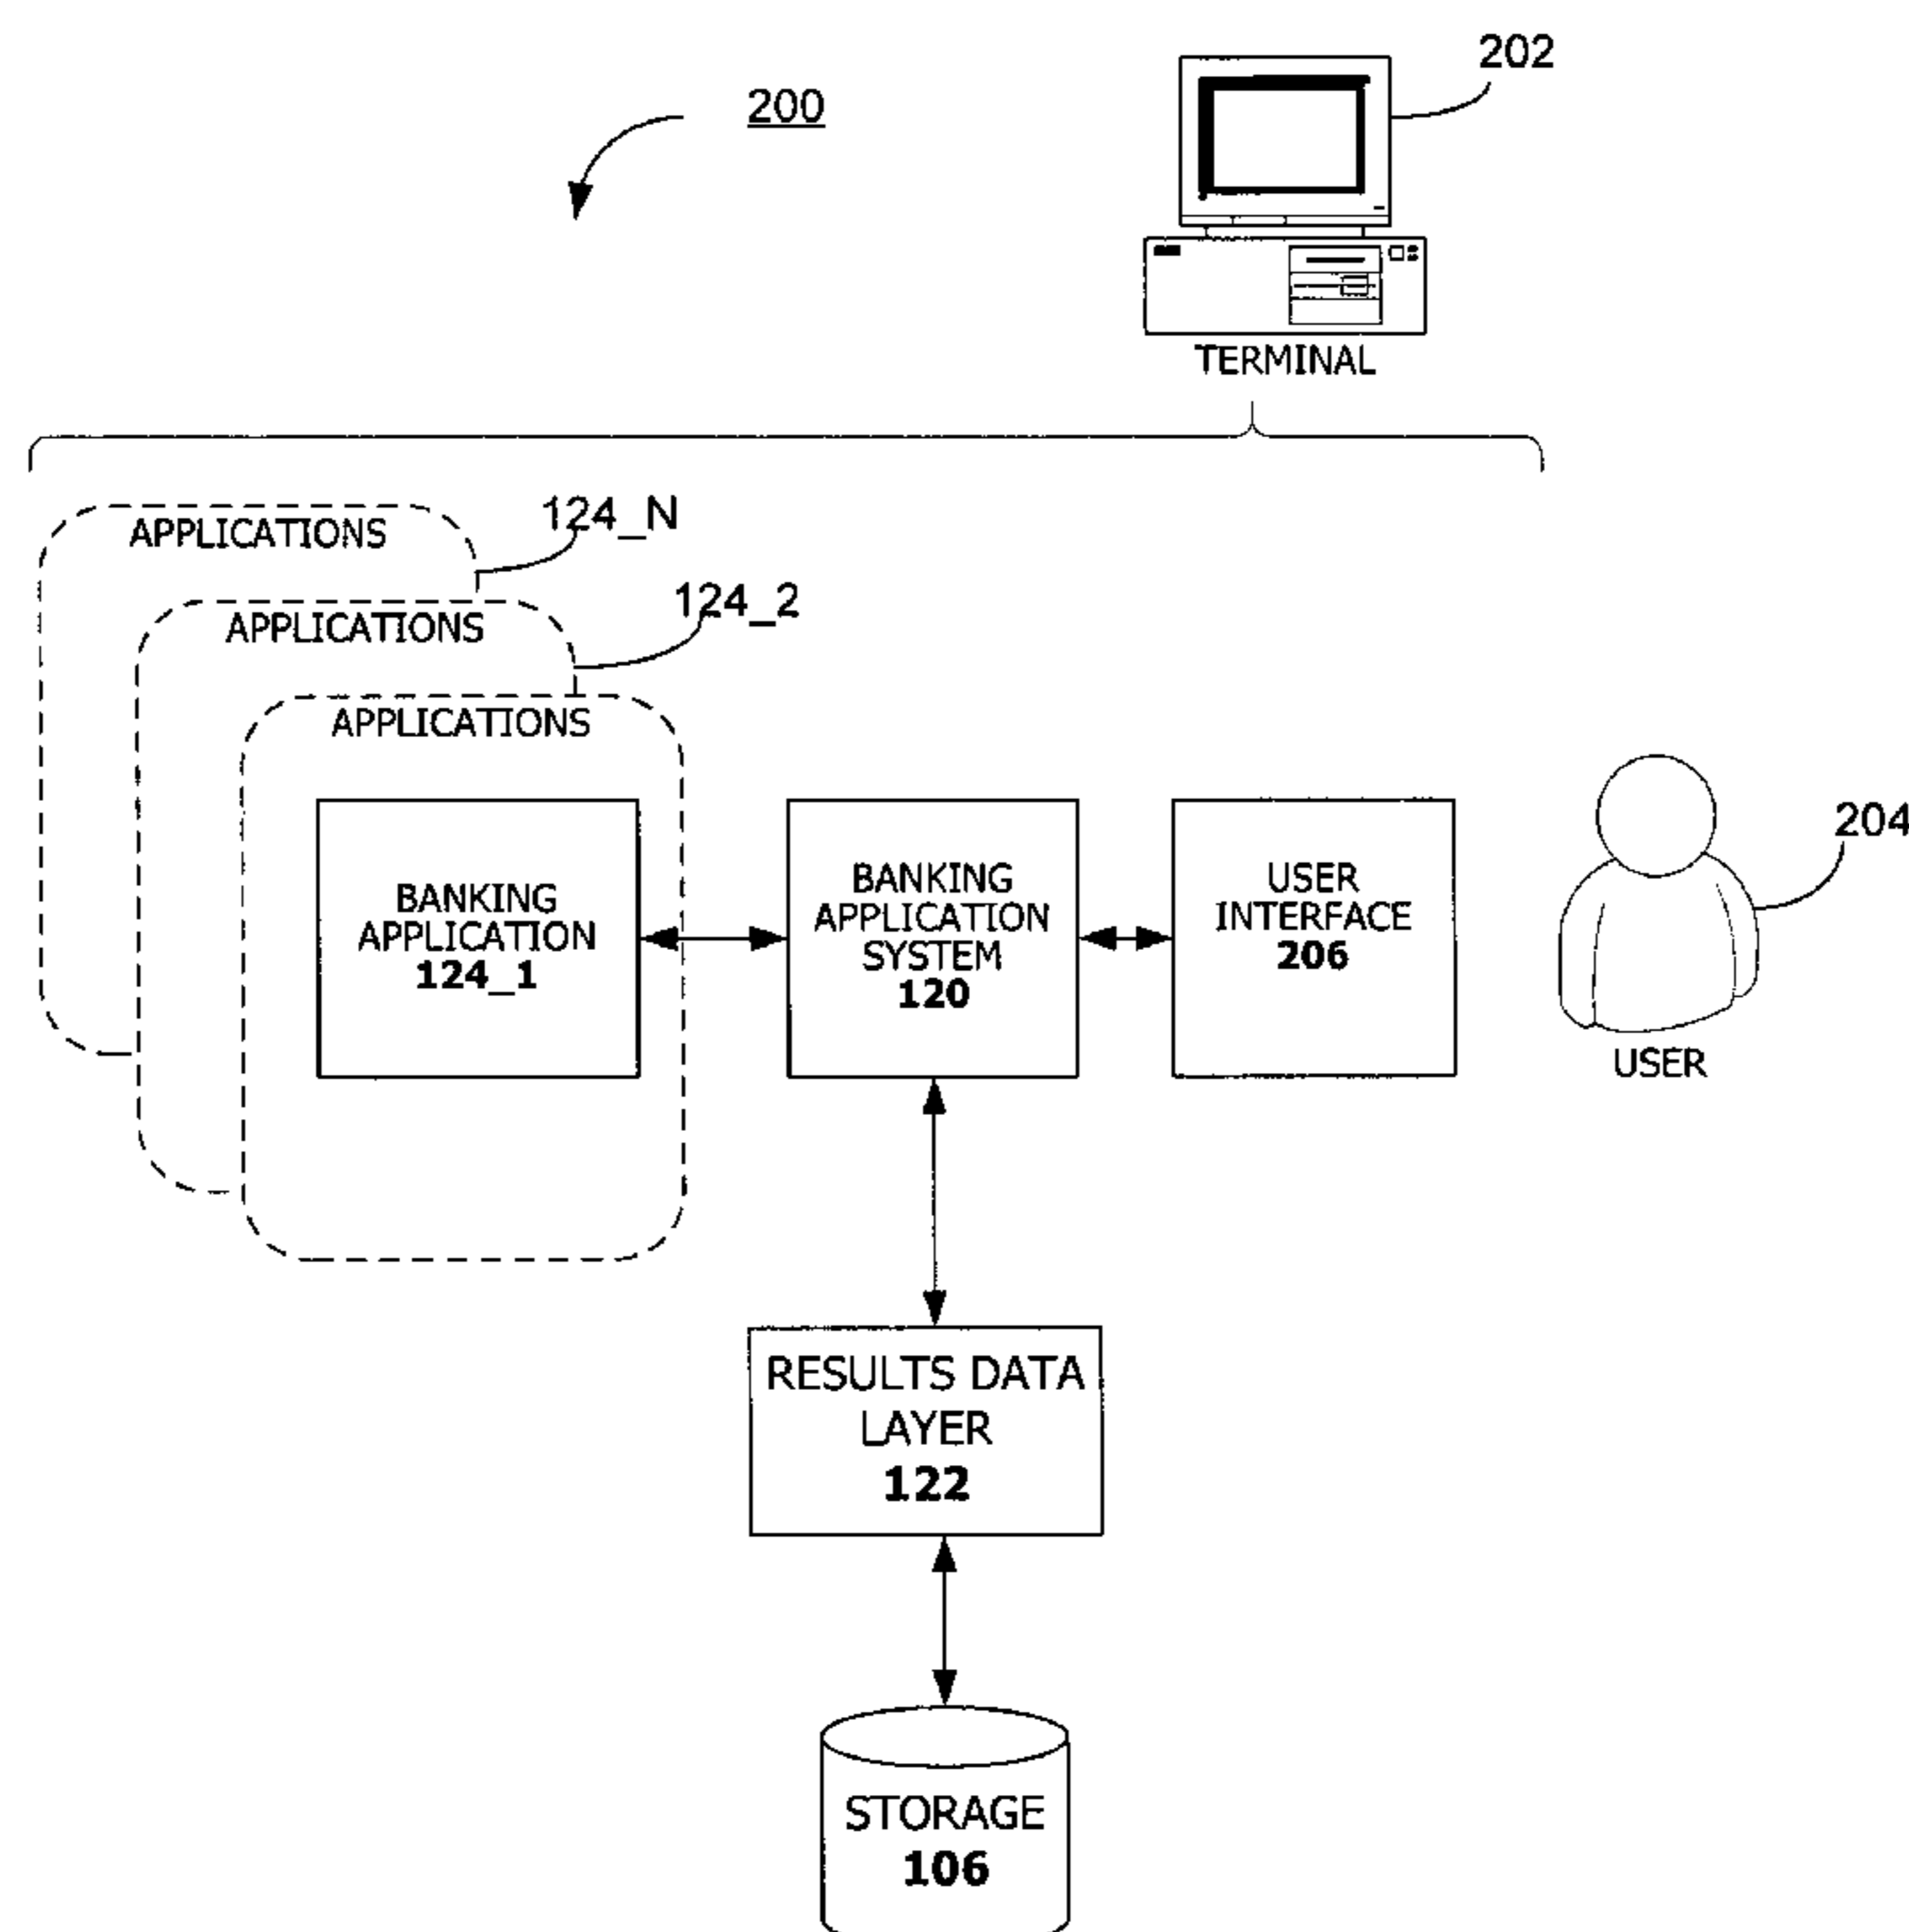 202
200
TERMINAL
124_N
APPLICATIONS
124_2
APPLICATIONS
APPLICATIONS
BANKING
APPLICATION
124_1
BANKING
APPLICATION
SYSTEM
120
USER
INTERFACE
206
204
USER
RESULTS DATA
LAYER
122
STORAGE
106